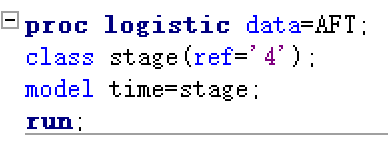 proc logistic data=AFT;
class stage(ref='4');
model time=stage;
run;